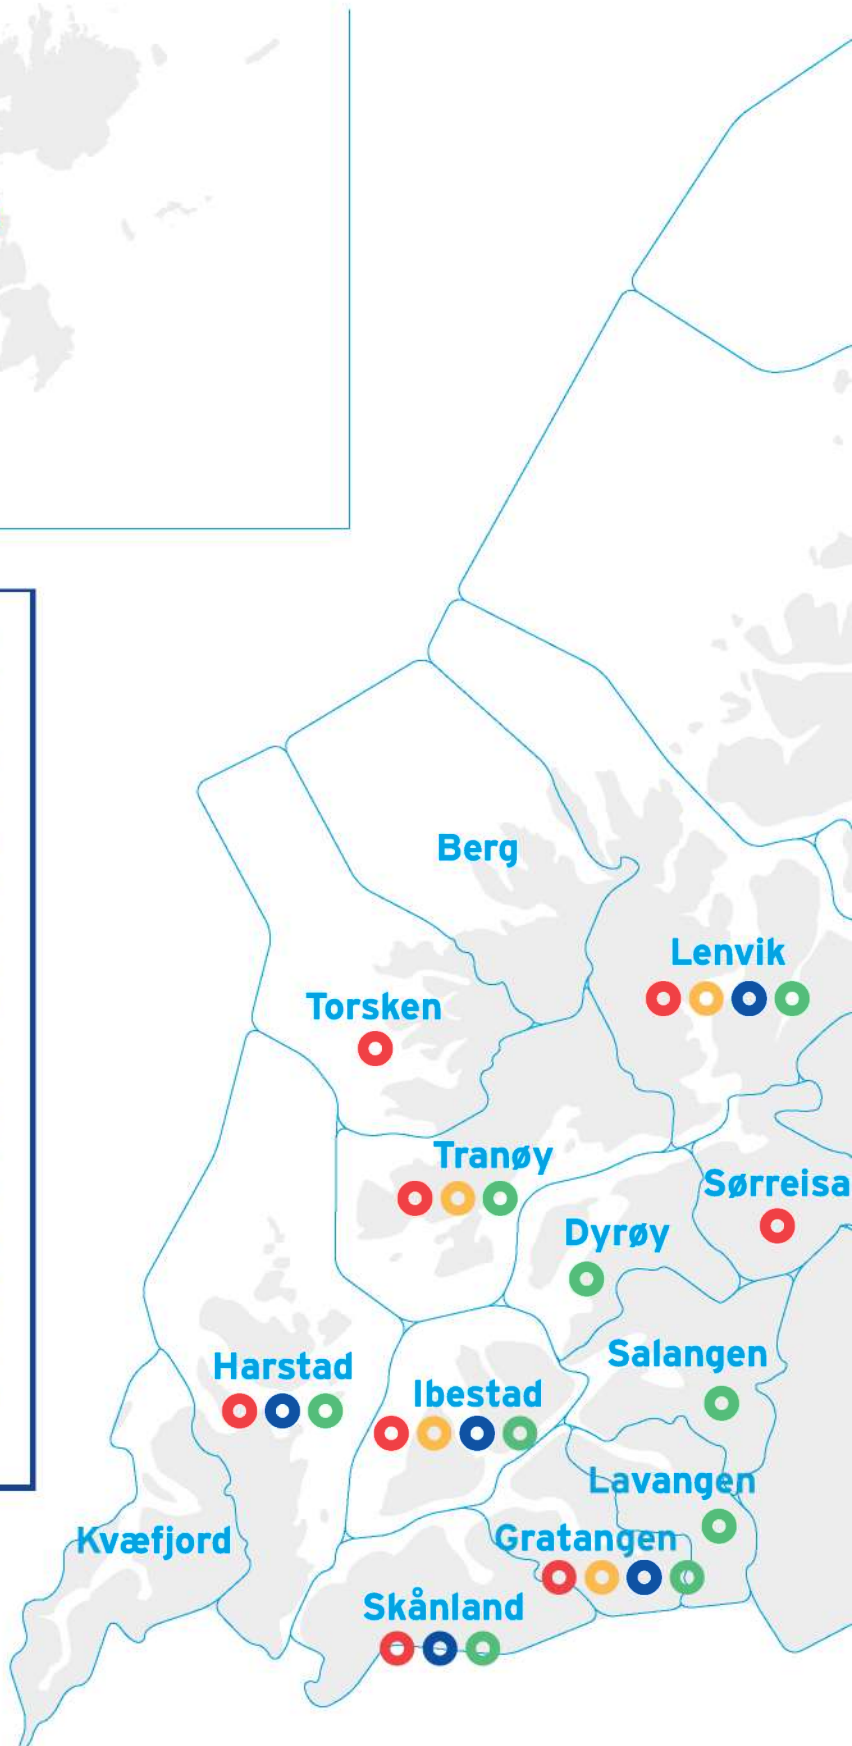 Berg
Lenvik
Torsken
Tranøy
Sørreisa
Dyrøy
Salangen
Harstad
Ibestad
Lavangen
Gratangen
Kvæfjord
Skånland